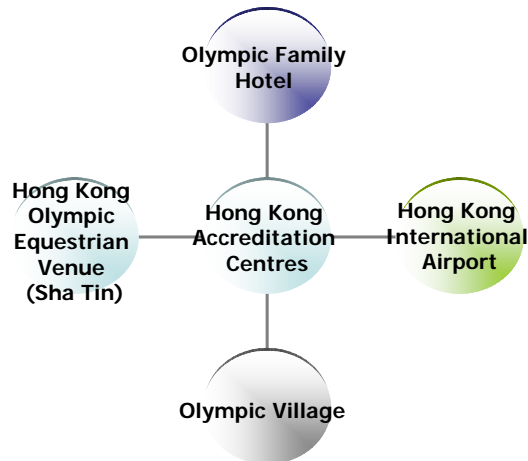 Olympic Family
Hotel
Hong Kong
Olympic
Equestrian
Venue
(Sha Tin)
Hong Kong
Accreditation
Centres
Hong Kong
International
Airport
Olympic Village